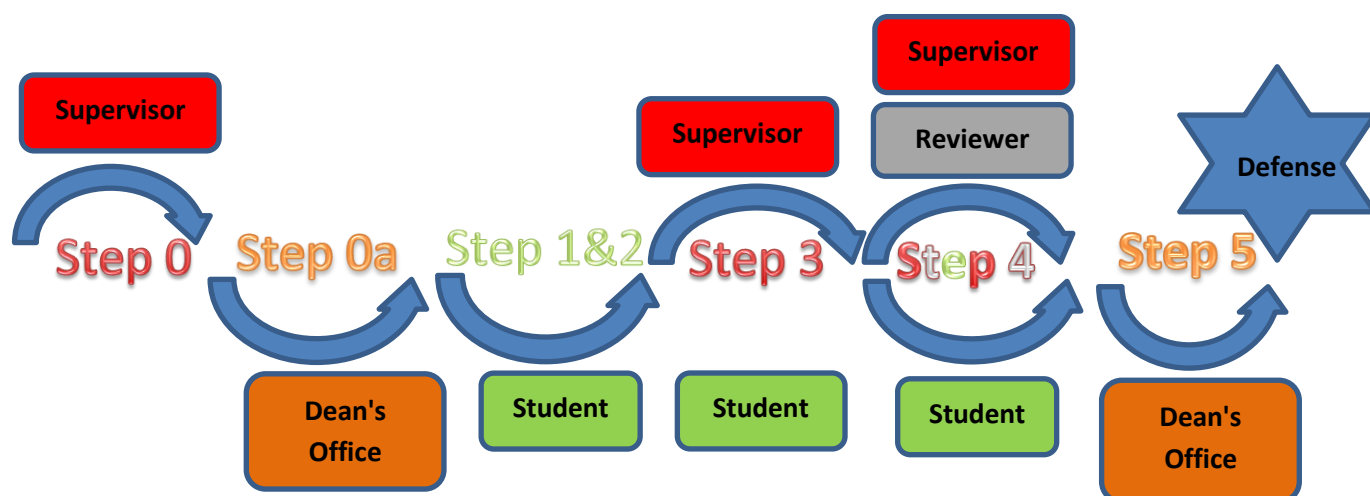 Supervisor
Supervisor
Reviewer
Supervisor
Defense
Step 0
Step 0a
Step 1&2
Step 3
Step 4
Step 5
Dean's
Office
Student
Student
Student
Dean's
Office